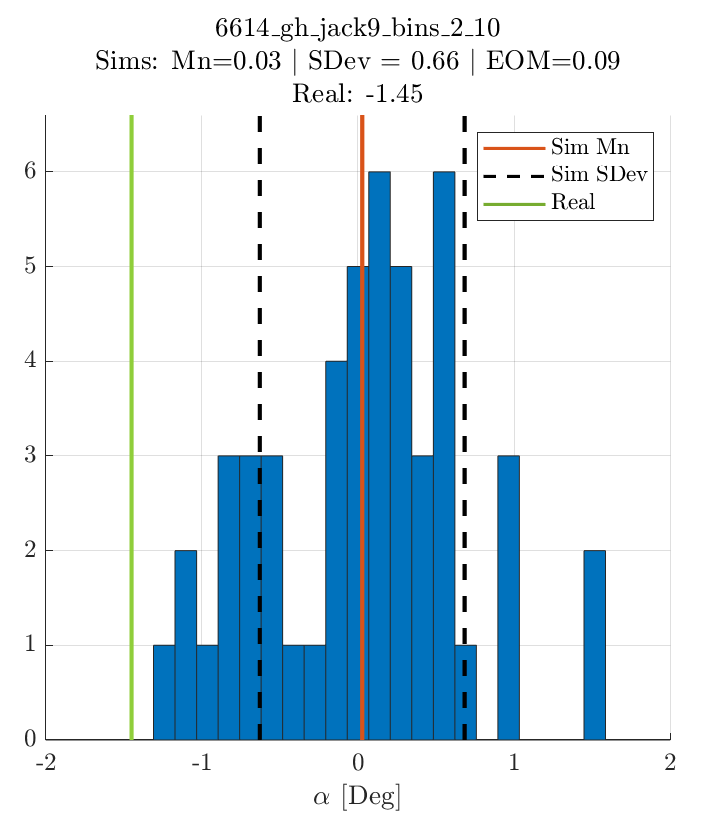 6614_gh_jack9_bins_2_10
Sims: Mn=0.03 | SDev = 0.66 | EOM=0.09
Real: -1.45
Sim Mn
Sim SDev
Real
6
5
4
3
2
1
0
-2 -1 0 1 2
α [Deg]